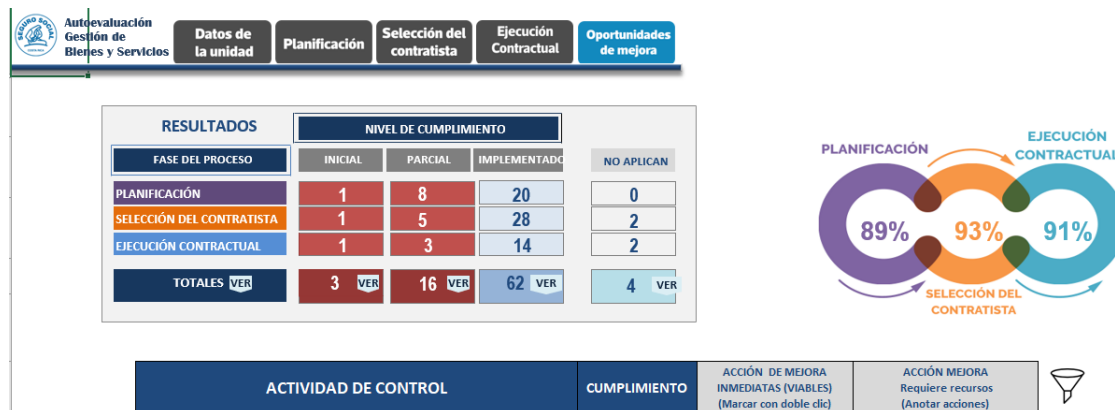 SEGURO SOCIAL
Autoevaluación
Gestión de
Bienes y Servicios
Datos de
la unidad
Planificación
Selección del
contratista
Ejecución
Contractual
Oportunidades
de mejora
RESULTADOS
NIVEL DE CUMPLIMIENTO
FASE DEL PROCESO
INICIAL
PARCIAL
IMPLEMENTADO
NO APLICAN
PLANIFICACIÓN
1
8
20
0
SELECCIÓN DEL CONTRATISTA
1
5
28
2
EJECUCIÓN CONTRACTUAL
1
3
14
2
TOTALES VER
3 VER
16 VER
62 VER
4 VER
PLANIFICACIÓN
EJECUCIÓN
CONTRACTUAL
89%
93%
91%
SELECCIÓN DEL
CONTRATISTA
ACTIVIDAD DE CONTROL
CUMPLIMIENTO
ACCIÓN DE MEJORA
INMEDIATAS (VIABLES)
(Marcar con doble clic)
ACCIÓN MEJORA
Requiere recursos
(Anotar acciones)